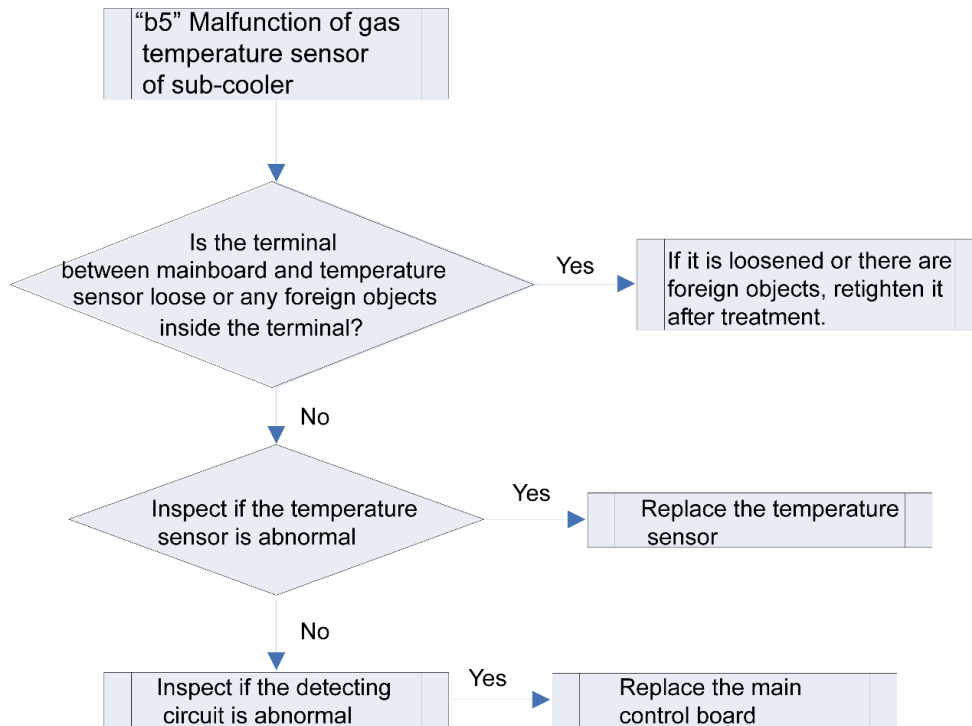 “b5” Malfunction of gas
temperature sensor
of sub-cooler
Is the terminal
between mainboard and temperature
sensor loose or any foreign objects
inside the terminal?
Yes
If it is loosened or there are
foreign objects, retighten it
after treatment.
No
Inspect if the temperature
sensor is abnormal
Yes
Replace the temperature
sensor
No
Inspect if the detecting
circuit is abnormal
Yes
Replace the main
control board